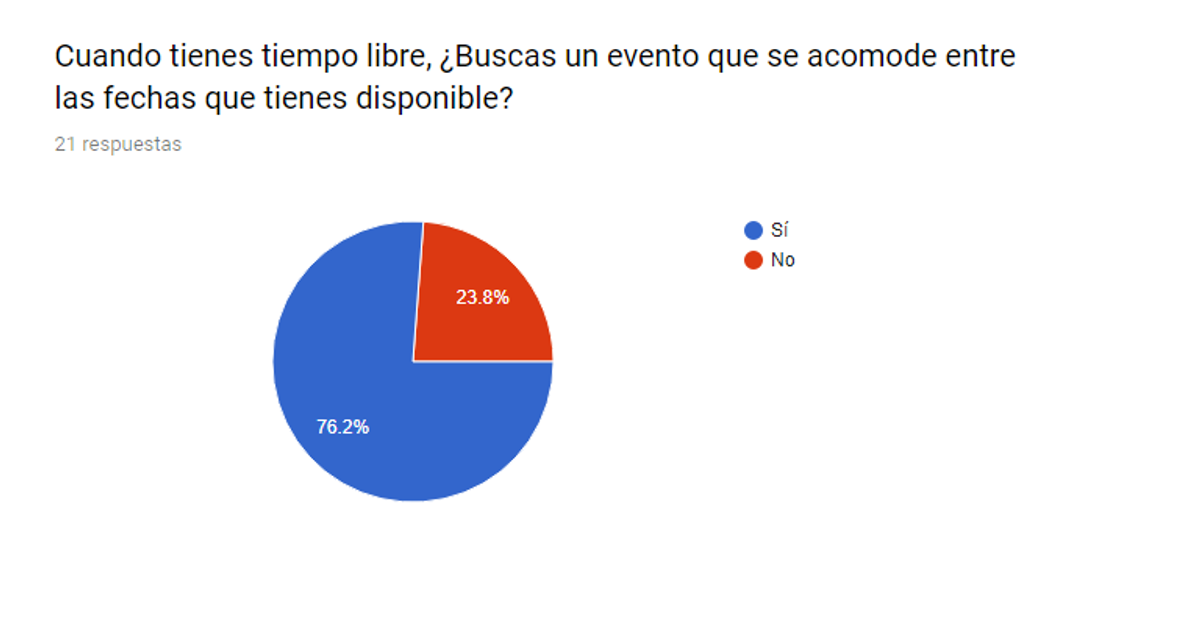 Cuando tienes tiempo libre, ¿Buscas un evento que se acomode entre
las fechas que tienes disponible?
21 respuestas
Sí
No
23.8%
76.2%